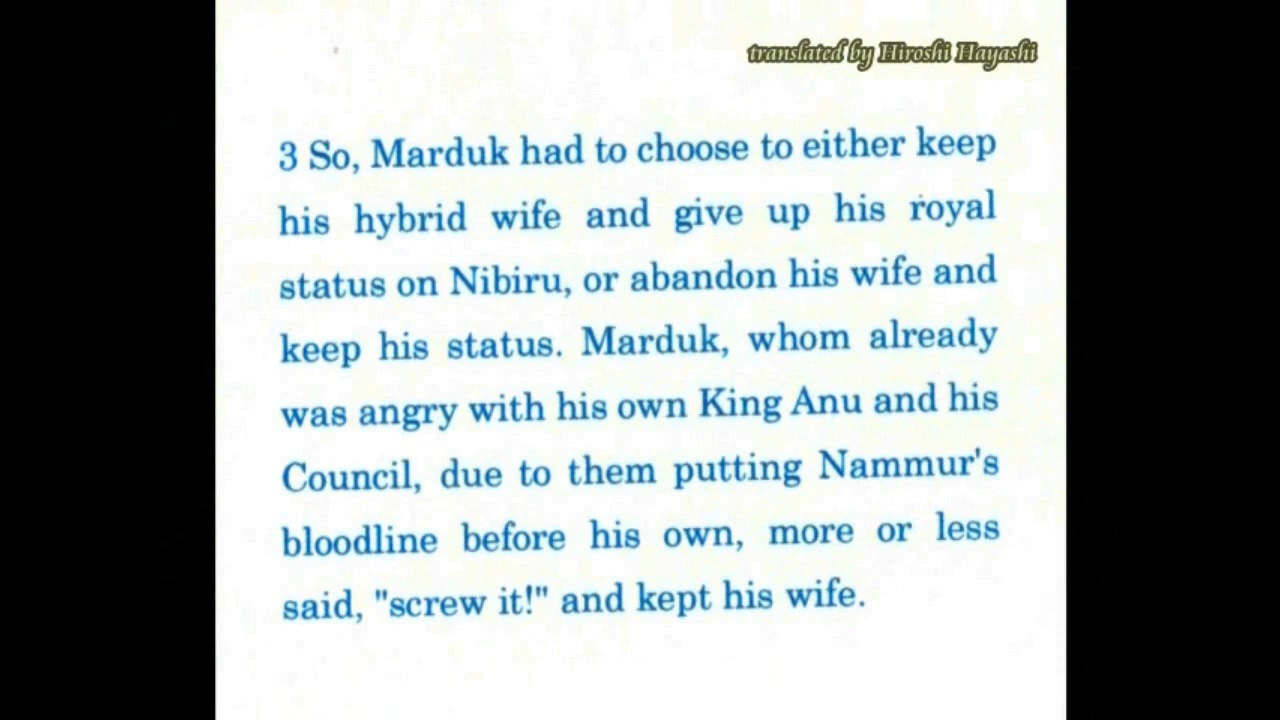 translated by Hiroshi Hayashi
3 So, Marduk had to choose to either keep
his hybrid wife and give up his royal
status on Nibiru, or abandon his wife and
keep his status. Marduk, whom already
was angry with his own King Anu and his
Council, due to them putting Nammur's
bloodline before his own, more or less
said, "screw it!" and kept his wife.